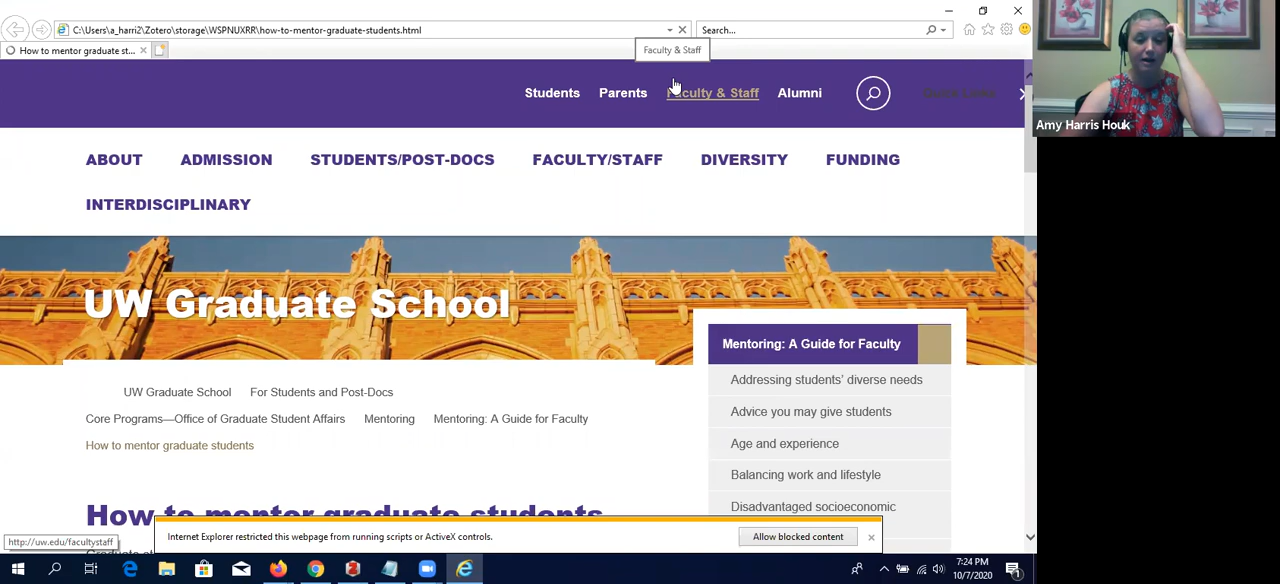 C:\Users\a_harri2\Zotero\storage\WSPNUXRR\how-to-mentor-graduate-students.html
Search...
How to mentor graduate st...
Faculty & Staff
Students Parents Faculty & Staff Alumni
Amy Harris Houk
ABOUT ADMISSION STUDENTS/POST-DOCS FACULTY/STAFF DIVERSITY FUNDING
INTERDISCIPLINARY
UW Graduate School
Mentoring: A Guide for Faculty
Addressing students' diverse needs
Advice you may give students
Age and experience
Balancing work and lifestyle
Disadvantaged socioeconomic
UW Graduate School For Students and Post-Docs
Core Programs—Office of Graduate Student Affairs Mentoring Mentoring: A Guide for Faculty
How to mentor graduate students
How to mentor graduate students
Internet Explorer restricted this webpage from running scripts or ActiveX controls.
Allow blocked content
http://uw.edu/facultystaff
7:24 PM
10/7/2020
1